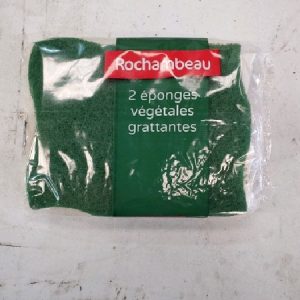 Rochambeau
2 éponges
végétales
grattantes